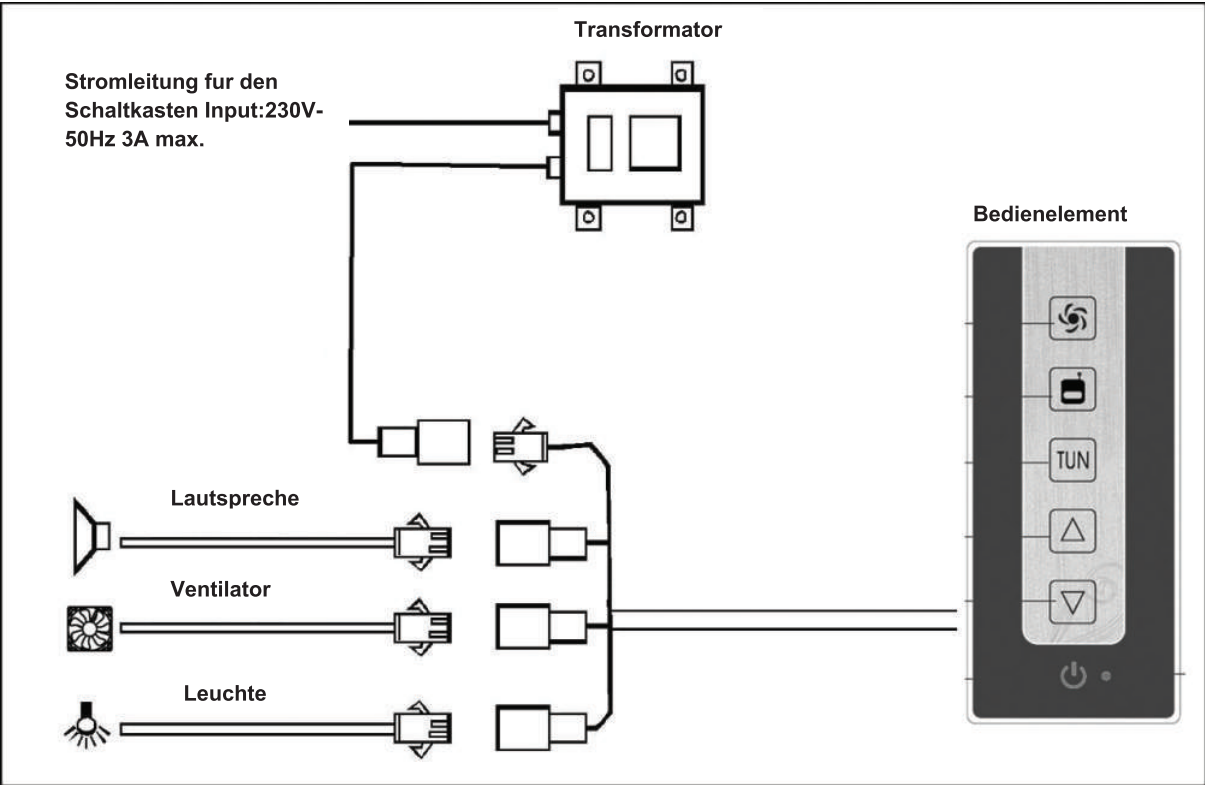 Transformator
Stromleitung fur den
Schaltkasten Input:230V-
50Hz 3A max.
Bedienelement
TUN
Lautspreche
Ventilator
Leuchte